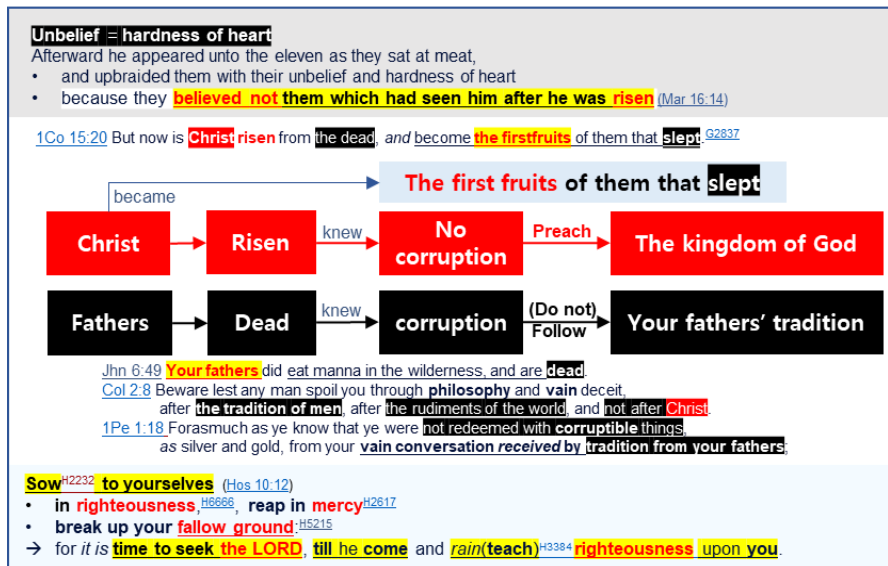 Unbelief = hardness of heart
Afterward he appeared unto the eleven as they sat at meat,
• and upbraided them with their unbelief and hardness of heart
• because they believed not them which had seen him after he was risen (Mar 16:14)
1Co 15:20 But now is Christ risen from the dead, and become the firstfruits of them that slept.G2837
The first fruits of them that slept
became
Christ
Risen
knew
No
corruption
Preach
The kingdom of God
Fathers
Dead
knew
corruption
(Do not)
Follow
Your fathers' tradition
Jhn 6:49 Your fathers did eat manna in the wilderness, and are dead.
Col 2:8 Beware lest any man spoil you through philosophy and vain deceit,
after the tradition of men, after the rudiments of the world, and not after Christ.
1Pe 1:18 Forasmuch as ye know that ye were not redeemed with corruptible things,
as silver and gold, from your vain conversation received by tradition from your fathers;
SowH2232 to yourselves (Hos 10:12)
• in righteousness,H6666, reap in mercyH2617
• break up your fallow ground:H5215
→ for it is time to seek the LORD, till he come and rain(teach)H3384 righteousness upon you.